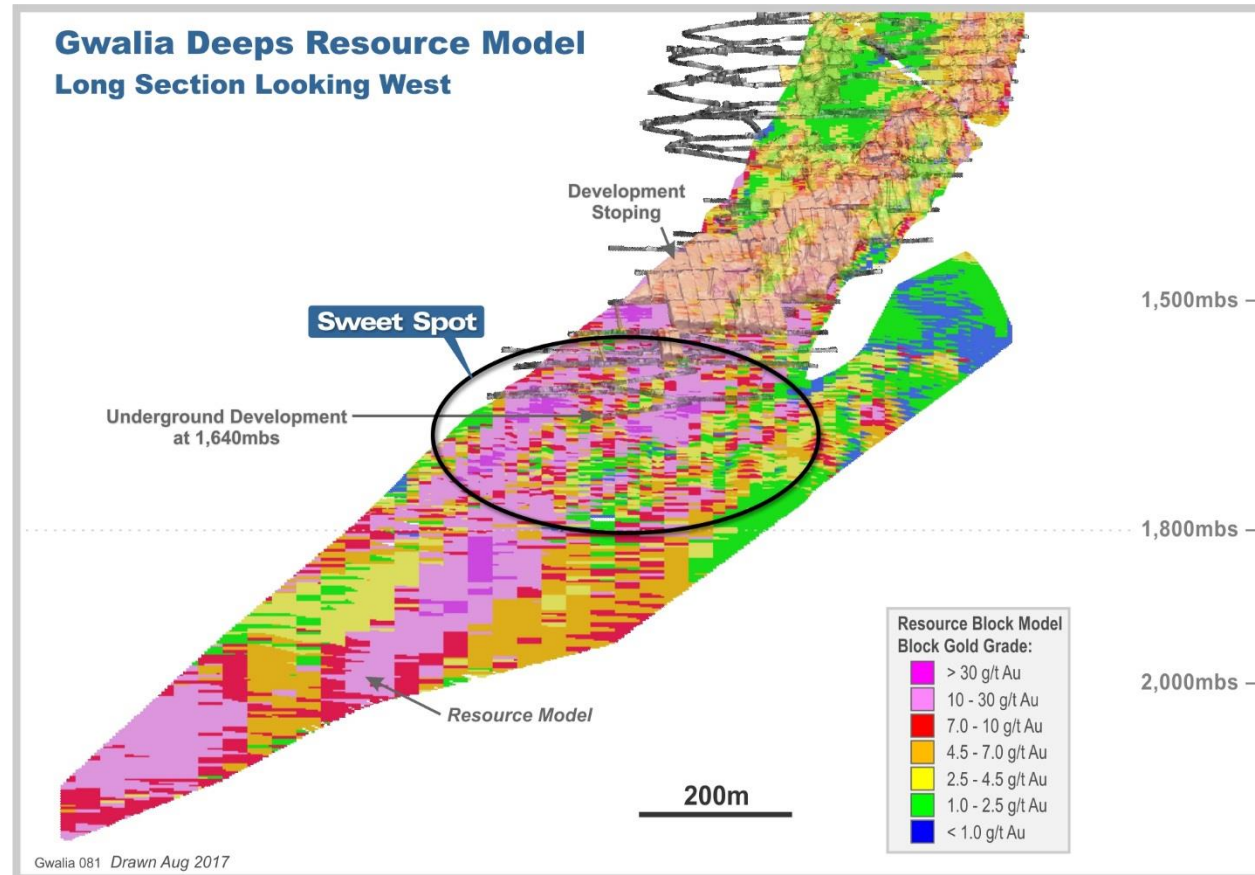 Gwalia Deeps Resource Model
Long Section Looking West
Development
Stoping
1,500mbs
Sweet Spot
Underground Development
at 1,640mbs
1,800mbs
Resource Block Model
Block Gold Grade:
> 30 g/t Au
10 - 30 g/t Au
7.0 - 10 g/t Au
4.5 - 7.0 g/t Au
2.5 - 4.5 g/t Au
1.0 - 2.5 g/t Au
< 1.0 g/t Au
2,000mbs
Resource Model
200m
Gwalia 081 Drawn Aug 2017